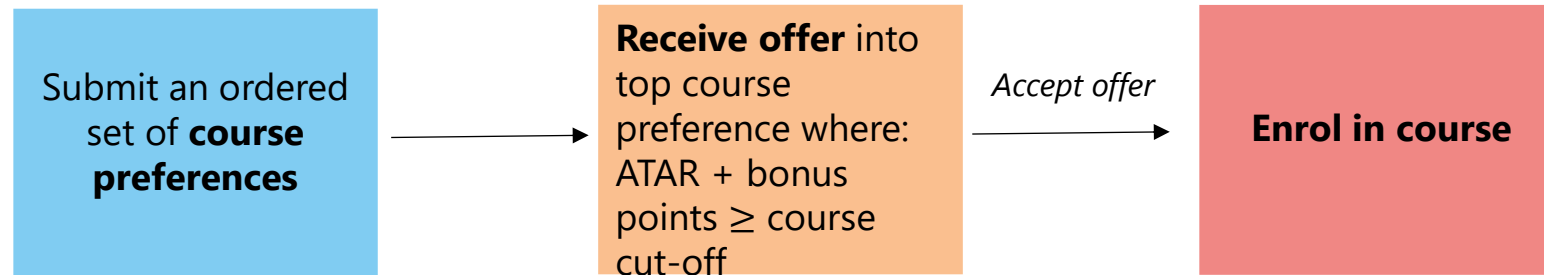 Submit an ordered
set of course
preferences
Receive offer into
top course
preference where:
ATAR + bonus
points ≥ course
cut-off
Accept offer
Enrol in course